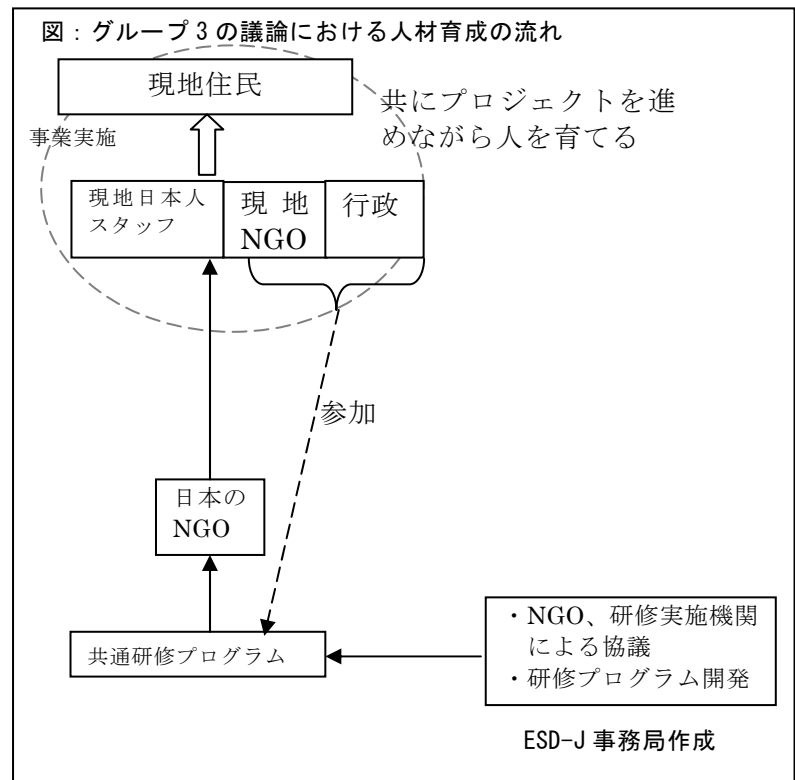 図：グループ3の議論における人材育成の流れ
現地住民
共にプロジェクトを進
めながら人を育てる
事業実施
現地日本人
スタッフ
現 地
NGO
行政
参加
日本の
NGO
共通研修プログラム
・NGO、研修実施機関
による協議
・研修プログラム開発
ESD-J 事務局作成